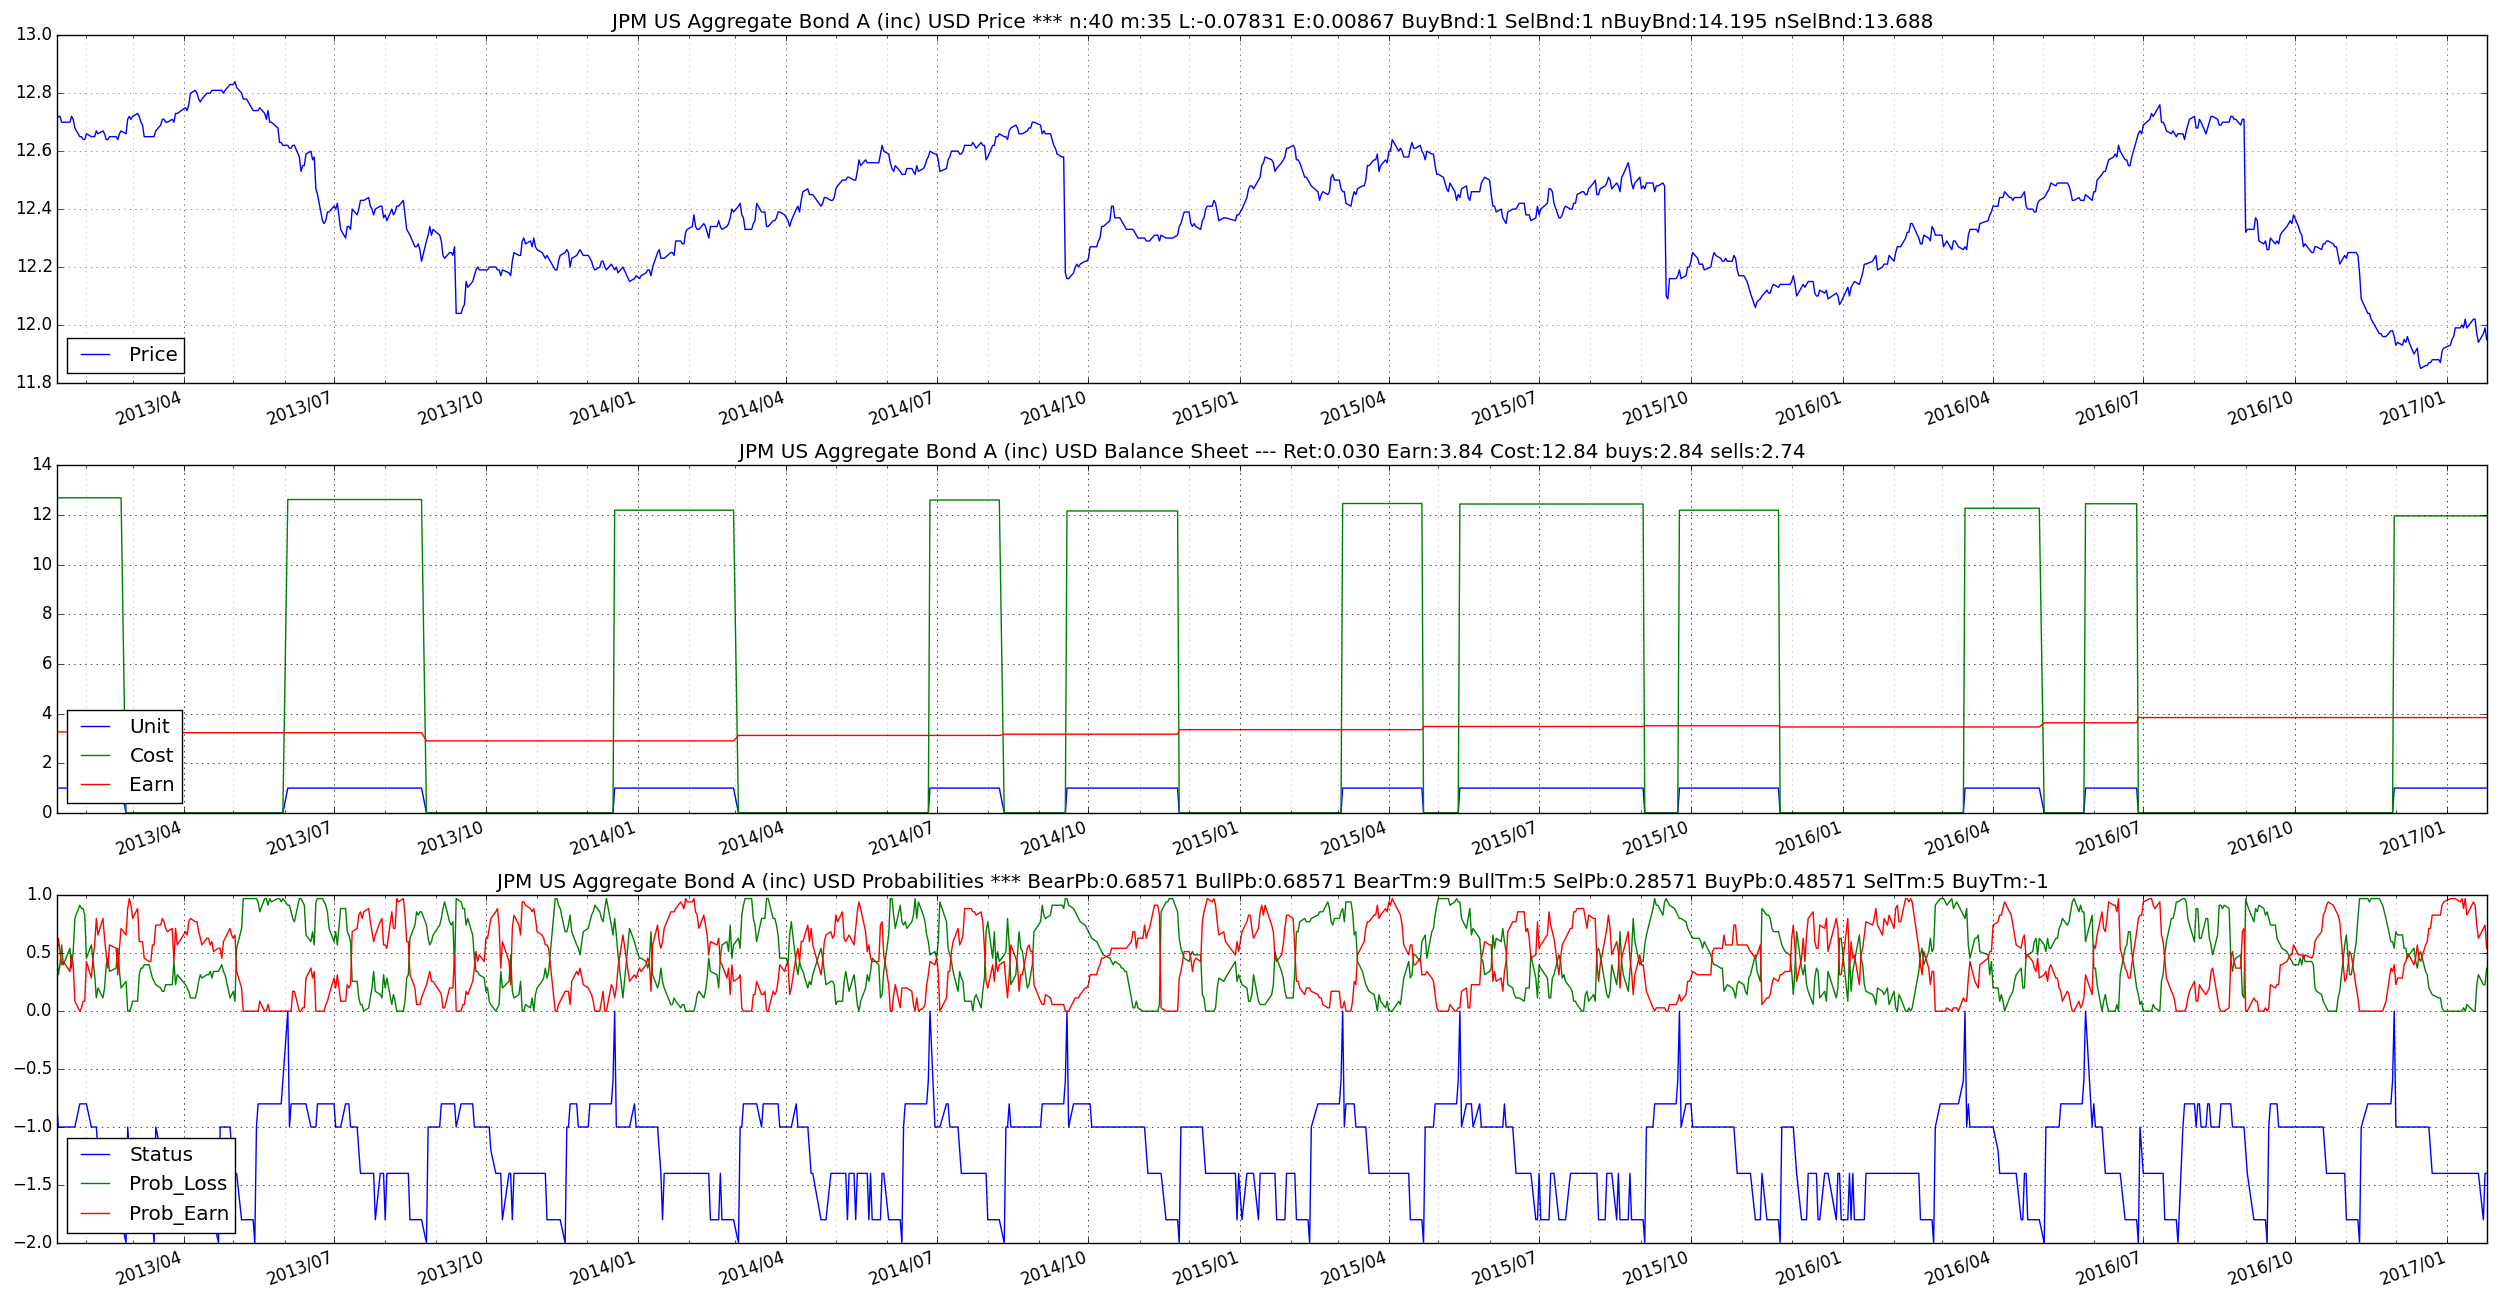 JPM US Aggregate Bond A (inc) USD Price *** n:40 m:35 L:-0.07831 E:0.00867 BuyBnd:1 SelBnd:1 nBuyBnd:14.195 nSelBnd:13.688
13.0
12.8
12.6
12.4
12.2
12.0
11.8
Price
2013/04 2013/07 2013/10 2014/01 2014/04 2014/07 2014/10 2015/01 2015/04 2015/07 2015/10 2016/01 2016/04 2016/07 2016/10 2017/01
JPM US Aggregate Bond A (inc) USD Balance Sheet --- Ret:0.030 Earn:3.84 Cost:12.84 buys:2.84 sells:2.74
14
12
10
8
6
4
2
0
Unit
Cost
Earn
2013/04 2013/07 2013/10 2014/01 2014/04 2014/07 2014/10 2015/01 2015/04 2015/07 2015/10 2016/01 2016/04 2016/07 2016/10 2017/01
JPM US Aggregate Bond A (inc) USD Probabilities *** BearPb:0.68571 BullPb:0.68571 BearTm:9 BullTm:5 SelPb:0.28571 BuyPb:0.48571 SelTm:5 BuyTm:-1
1.0
0.5
0.0
−0.5
−1.0
−1.5
−2.0
Status
Prob_Loss
Prob_Earn
2013/04 2013/07 2013/10 2014/01 2014/04 2014/07 2014/10 2015/01 2015/04 2015/07 2015/10 2016/01 2016/04 2016/07 2016/10 2017/01